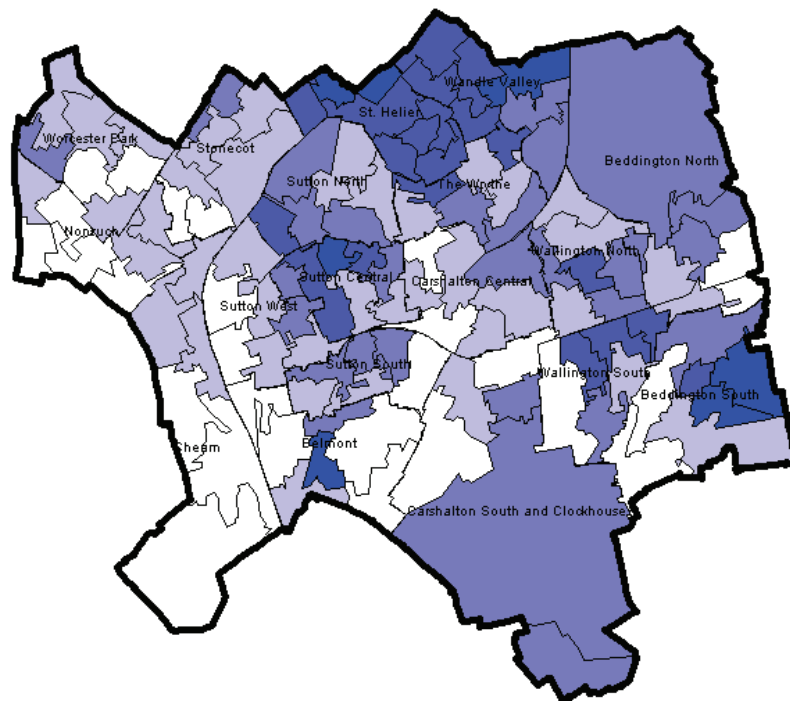 Wandle Valley
St. Helier
Worcester Park
Stonecot
Beddington North
Sutton North
The Wrythe
Nonsuch
Wallington North
Sutton Central
Carshalton Central
Sutton West
Sutton South
Wallington South
Beddington South
Cheam
Belmont
Carshalton South and Clockhouse